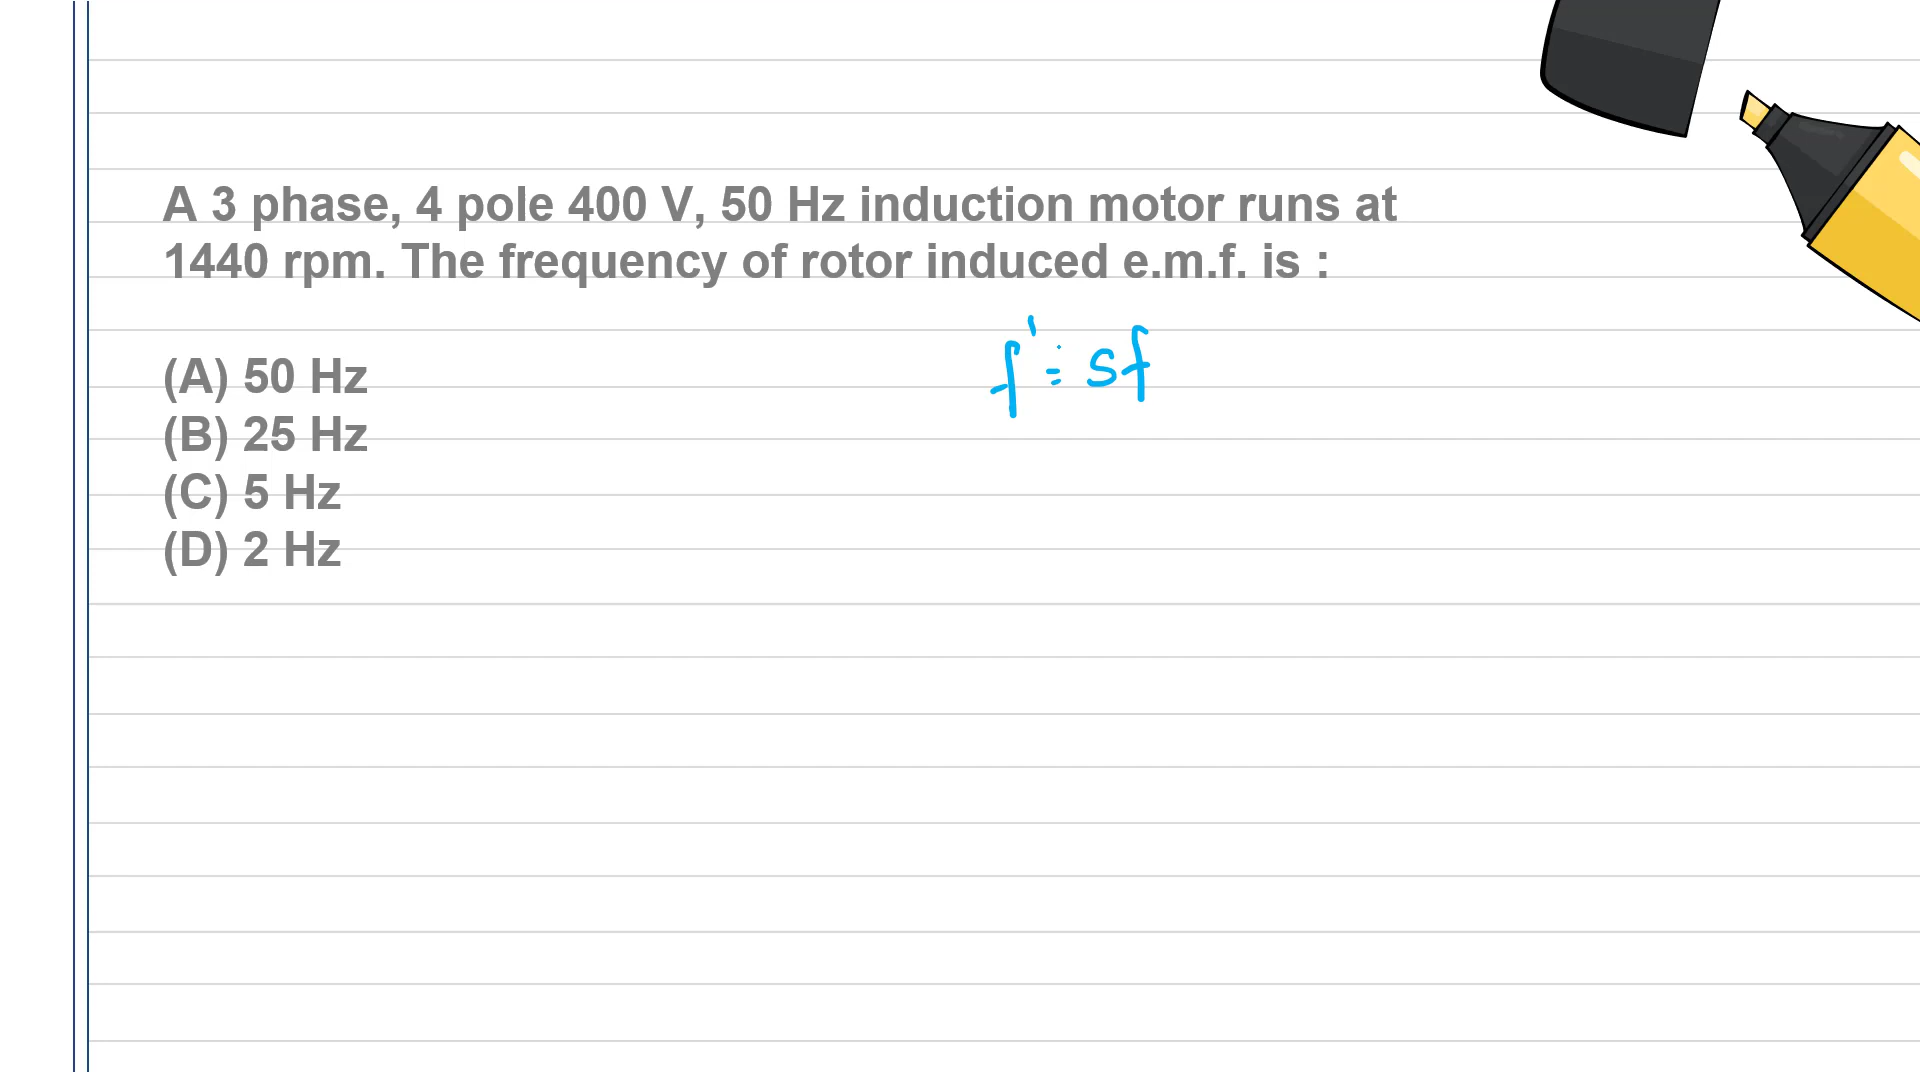 A 3 phase, 4 pole 400 V, 50 Hz induction motor runs at
1440 rpm. The frequency of rotor induced e.m.f. is :
f' = sf
(A) 50 Hz
(B) 25 Hz
(C) 5 Hz
(D) 2 Hz